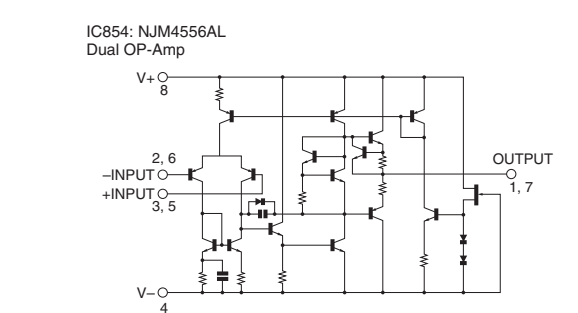 IC854: NJM4556AL
Dual OP-Amp
V+
8
2, 6
–INPUT
+INPUT
3, 5
OUTPUT
1, 7
V–
4